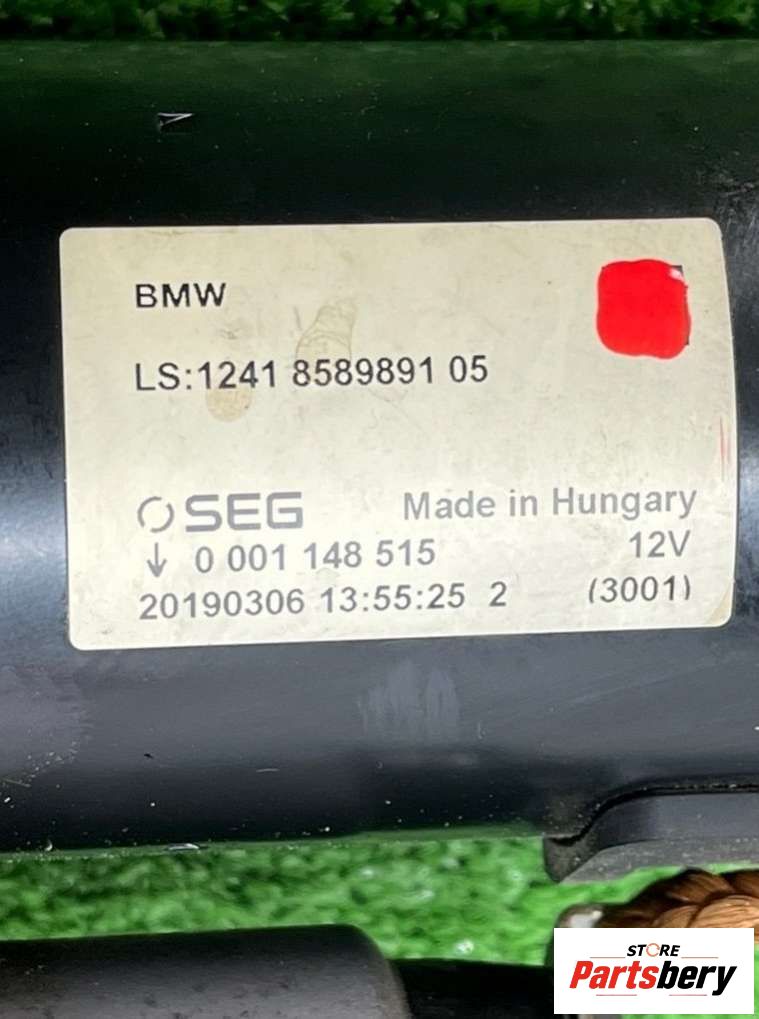 BMW
LS:1241 8589891 05
SEG Made in Hungary
0 001 148 515 12V
20190306 13:55:25 2 (3001)
STORE
Partsbery